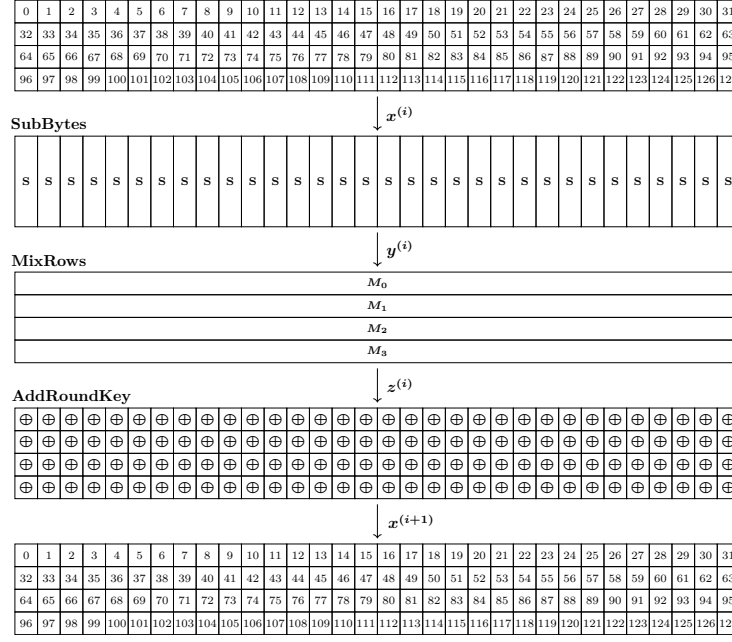 0 1 2 3 4 5 6 7 8 9 10 11 12 13 14 15 16 17 18 19 20 21 22 23 24 25 26 27 28 29 30 31
32 33 34 35 36 37 38 39 40 41 42 43 44 45 46 47 48 49 50 51 52 53 54 55 56 57 58 59 60 61 62 63
64 65 66 67 68 69 70 71 72 73 74 75 76 77 78 79 80 81 82 83 84 85 86 87 88 89 90 91 92 93 94 95
96 97 98 99 100 101 102 103 104 105 106 107 108 109 110 111 112 113 114 115 116 117 118 119 120 121 122 123 124 125 126 12
x^(i)
SubBytes
S S S S S S S S S S S S S S S S S S S S S S S S S S S S S S S S
y^(i)
MixRows
M_0
M_1
M_2
M_3
z^(i)
AddRoundKey
⊕ ⊕ ⊕ ⊕ ⊕ ⊕ ⊕ ⊕ ⊕ ⊕ ⊕ ⊕ ⊕ ⊕ ⊕ ⊕ ⊕ ⊕ ⊕ ⊕ ⊕ ⊕ ⊕ ⊕ ⊕ ⊕ ⊕ ⊕ ⊕ ⊕ ⊕ ⊕
⊕ ⊕ ⊕ ⊕ ⊕ ⊕ ⊕ ⊕ ⊕ ⊕ ⊕ ⊕ ⊕ ⊕ ⊕ ⊕ ⊕ ⊕ ⊕ ⊕ ⊕ ⊕ ⊕ ⊕ ⊕ ⊕ ⊕ ⊕ ⊕ ⊕ ⊕ ⊕
⊕ ⊕ ⊕ ⊕ ⊕ ⊕ ⊕ ⊕ ⊕ ⊕ ⊕ ⊕ ⊕ ⊕ ⊕ ⊕ ⊕ ⊕ ⊕ ⊕ ⊕ ⊕ ⊕ ⊕ ⊕ ⊕ ⊕ ⊕ ⊕ ⊕ ⊕ ⊕
⊕ ⊕ ⊕ ⊕ ⊕ ⊕ ⊕ ⊕ ⊕ ⊕ ⊕ ⊕ ⊕ ⊕ ⊕ ⊕ ⊕ ⊕ ⊕ ⊕ ⊕ ⊕ ⊕ ⊕ ⊕ ⊕ ⊕ ⊕ ⊕ ⊕ ⊕ ⊕
x^(i+1)
0 1 2 3 4 5 6 7 8 9 10 11 12 13 14 15 16 17 18 19 20 21 22 23 24 25 26 27 28 29 30 31
32 33 34 35 36 37 38 39 40 41 42 43 44 45 46 47 48 49 50 51 52 53 54 55 56 57 58 59 60 61 62 63
64 65 66 67 68 69 70 71 72 73 74 75 76 77 78 79 80 81 82 83 84 85 86 87 88 89 90 91 92 93 94 95
96 97 98 99 100 101 102 103 104 105 106 107 108 109 110 111 112 113 114 115 116 117 118 119 120 121 122 123 124 125 126 12